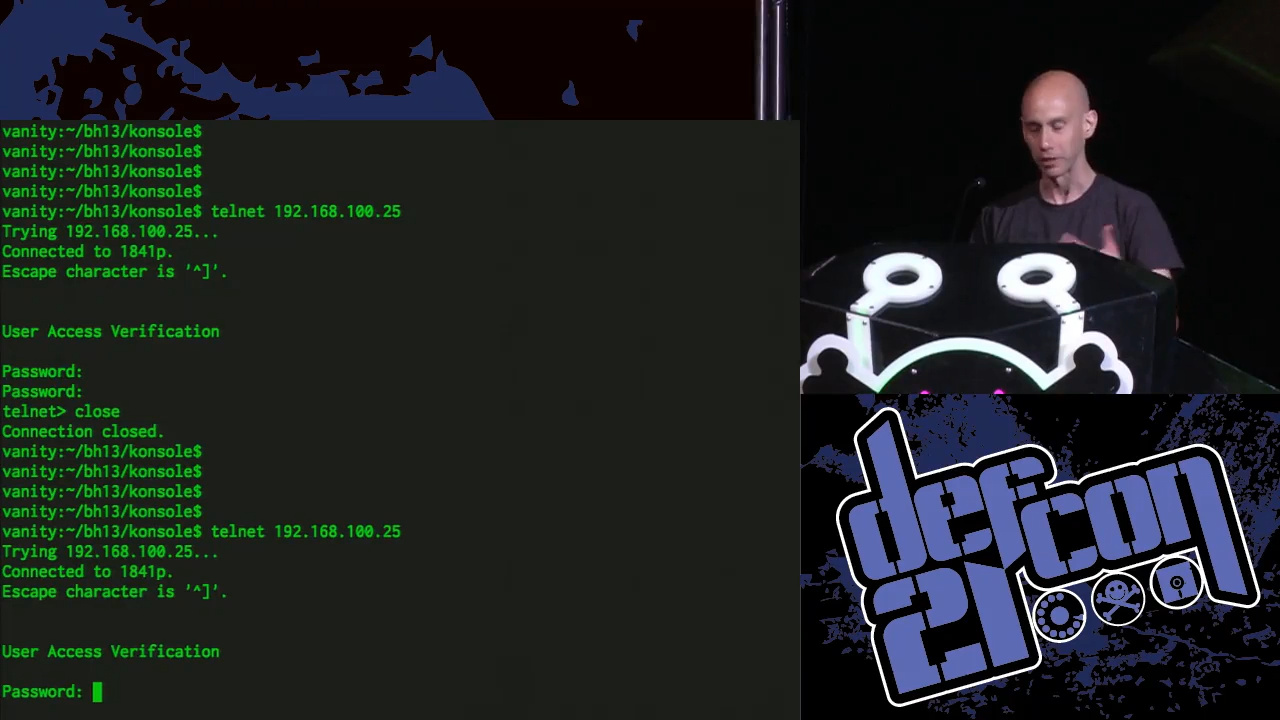 vanity:~/bh13/konsole$
vanity:~/bh13/konsole$
vanity:~/bh13/konsole$
vanity:~/bh13/konsole$
vanity:~/bh13/konsole$ telnet 192.168.100.25
Trying 192.168.100.25...
Connected to 1841p.
Escape character is '^]'.
User Access Verification
Password:
Password:
telnet> close
Connection closed.
vanity:~/bh13/konsole$
vanity:~/bh13/konsole$
vanity:~/bh13/konsole$
vanity:~/bh13/konsole$
vanity:~/bh13/konsole$ telnet 192.168.100.25
Trying 192.168.100.25...
Connected to 1841p.
Escape character is '^]'.
User Access Verification
Password:
defcon
21